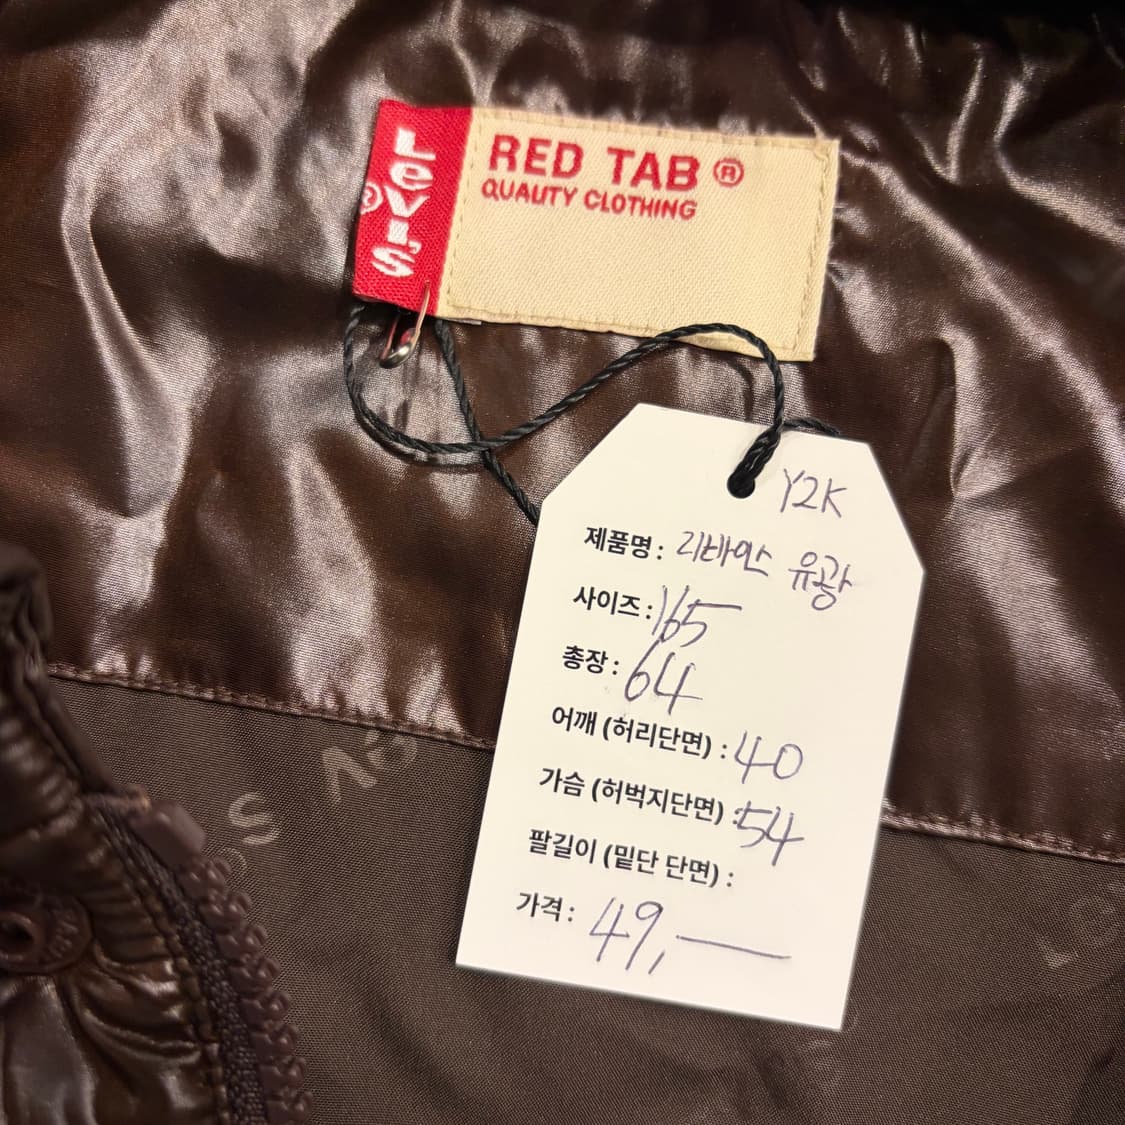 Levi's ®
RED TAB ®
QUALITY CLOTHING
Y2K
제품명 : 리바이스 유광
사이즈 : 165
총장 : 64
어깨 (허리단면) : 40
가슴 (허벅지단면) : 54
팔길이 (밑단 단면) :
가격 : 49,—